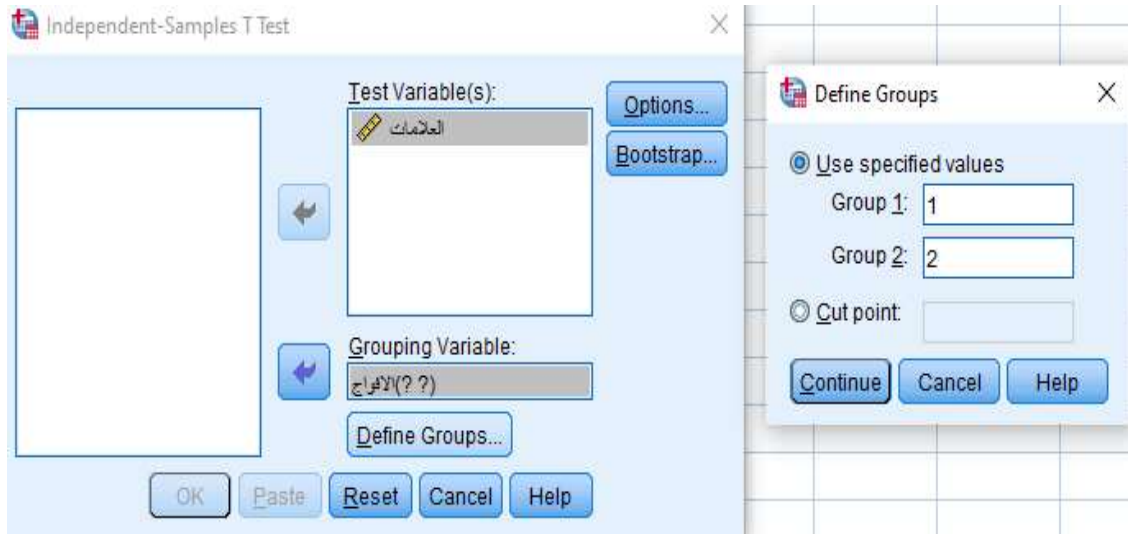 Independent-Samples T Test
Test Variable(s):
العلامات
Options...
Bootstrap...
Grouping Variable:
الافواج(? ?)
Define Groups...
OK
Paste
Reset
Cancel
Help
Define Groups
Use specified values
Group 1: 1
Group 2: 2
Cut point:
Continue
Cancel
Help